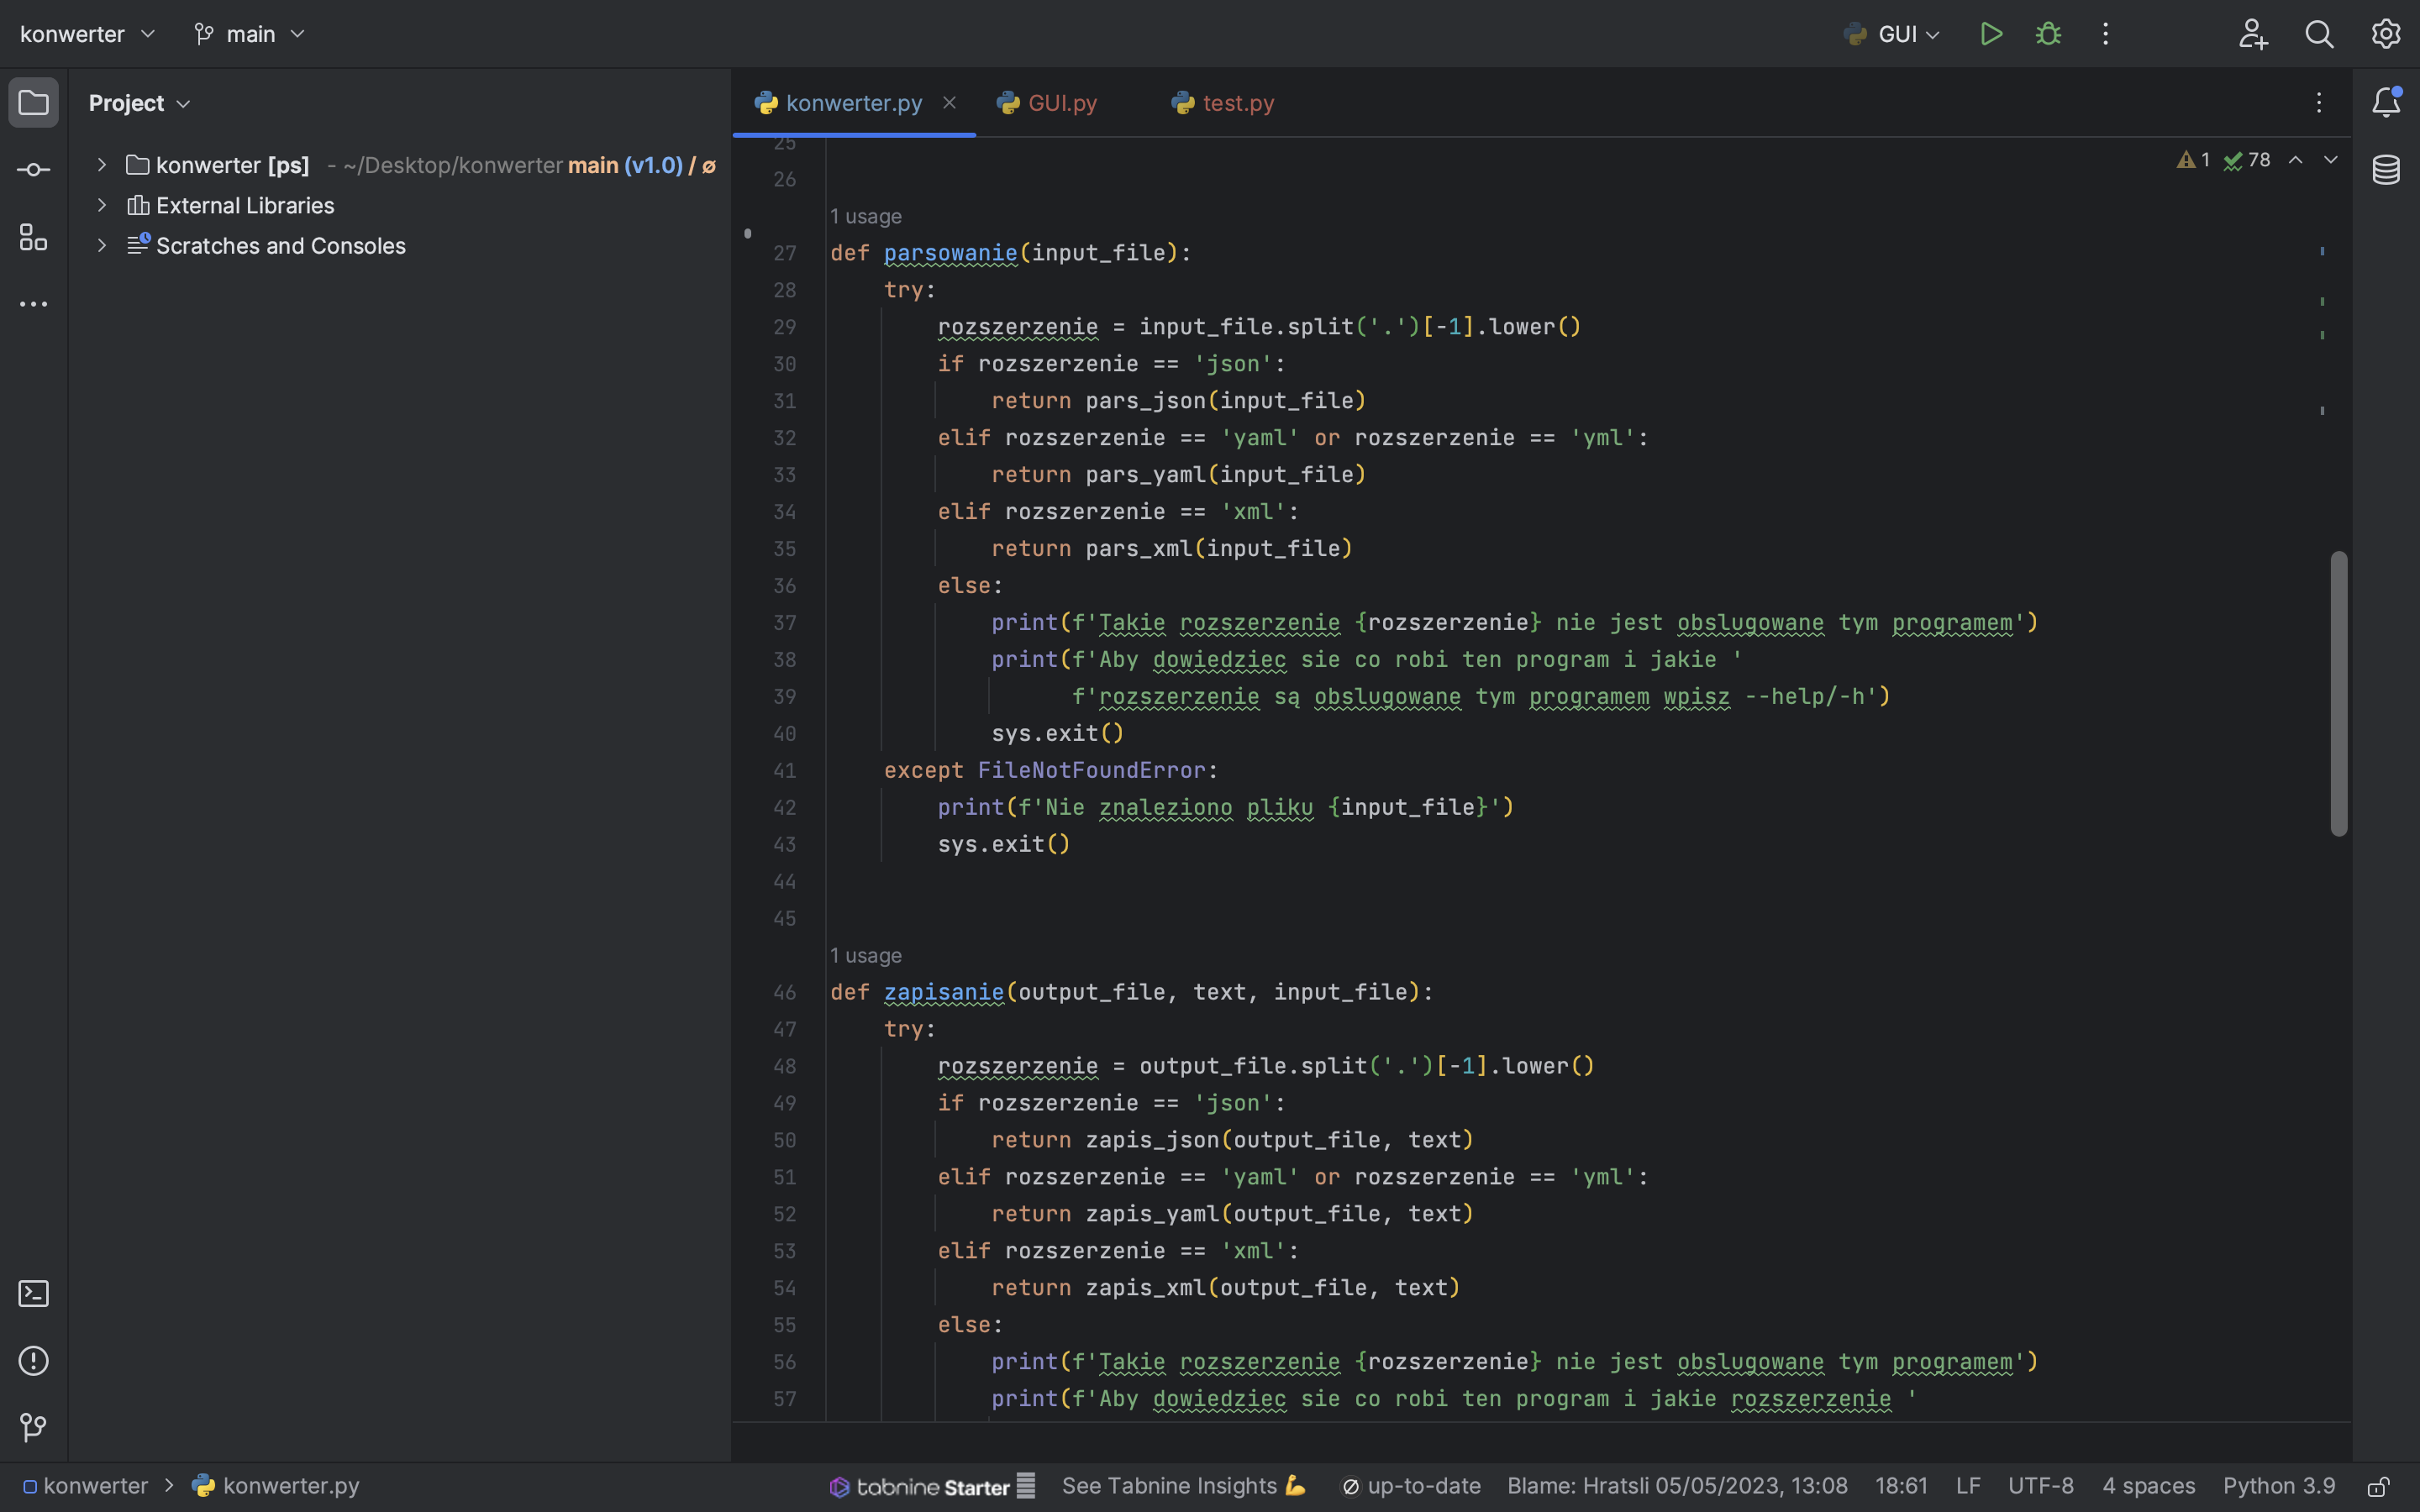 konwerter
main
GUI
Project
konwerter [ps] - ~/Desktop/konwerter main (v1.0) / ø
External Libraries
Scratches and Consoles
konwerter.py
GUI.py
test.py
1
78
25
26
1 usage
27 def parsowanie(input_file):
28 try:
29 rozszerzenie = input_file.split('.')[-1].lower()
30 if rozszerzenie == 'json':
31 return pars_json(input_file)
32 elif rozszerzenie == 'yaml' or rozszerzenie == 'yml':
33 return pars_yaml(input_file)
34 elif rozszerzenie == 'xml':
35 return pars_xml(input_file)
36 else:
37 print(f'Takie rozszerzenie {rozszerzenie} nie jest obslugowane tym programem')
38 print(f'Aby dowiedziec sie co robi ten program i jakie '
39 f'rozszerzenie są obslugowane tym programem wpisz --help/-h')
40 sys.exit()
41 except FileNotFoundError:
42 print(f'Nie znaleziono pliku {input_file}')
43 sys.exit()
44
45
1 usage
46 def zapisanie(output_file, text, input_file):
47 try:
48 rozszerzenie = output_file.split('.')[-1].lower()
49 if rozszerzenie == 'json':
50 return zapis_json(output_file, text)
51 elif rozszerzenie == 'yaml' or rozszerzenie == 'yml':
52 return zapis_yaml(output_file, text)
53 elif rozszerzenie == 'xml':
54 return zapis_xml(output_file, text)
55 else:
56 print(f'Takie rozszerzenie {rozszerzenie} nie jest obslugowane tym programem')
57 print(f'Aby dowiedziec sie co robi ten program i jakie rozszerzenie '
konwerter > konwerter.py
tabnine Starter
See Tabnine Insights 💪
up-to-date
Blame: Hratsli 05/05/2023, 13:08
18:61
LF
UTF-8
4 spaces
Python 3.9